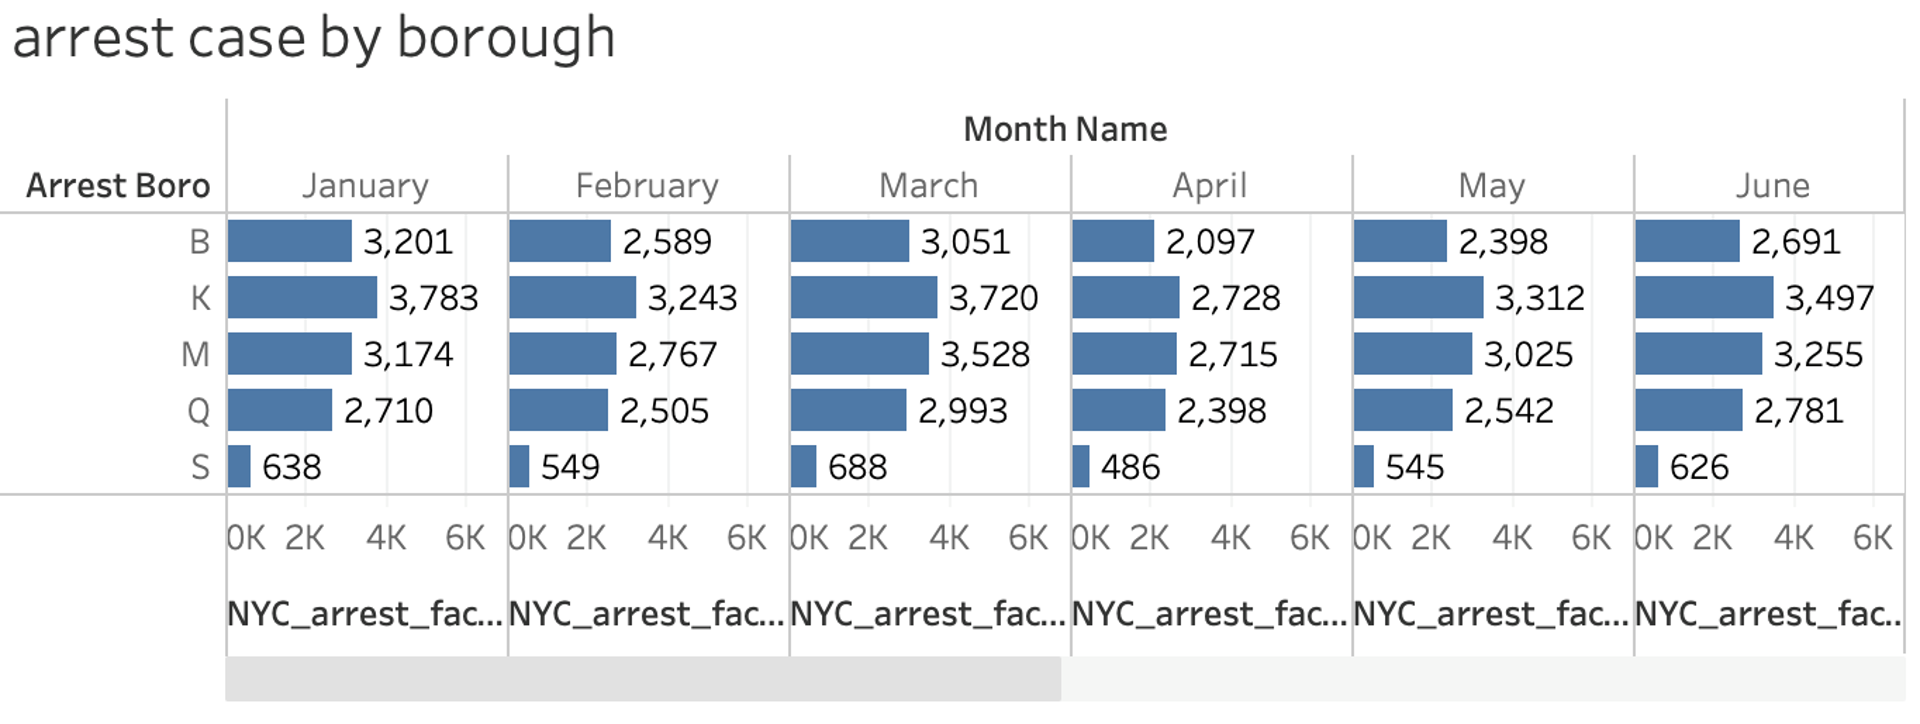 arrest case by borough
Month Name
Arrest Boro January February March April May June
B 3,201 2,589 3,051 2,097 2,398 2,691
K 3,783 3,243 3,720 2,728 3,312 3,497
M 3,174 2,767 3,528 2,715 3,025 3,255
Q 2,710 2,505 2,993 2,398 2,542 2,781
S 638 549 688 486 545 626
0K 2K 4K 6K 0K 2K 4K 6K 0K 2K 4K 6K 0K 2K 4K 6K 0K 2K 4K 6K 0K 2K 4K 6K
NYC_arrest_fac... NYC_arrest_fac... NYC_arrest_fac... NYC_arrest_fac... NYC_arrest_fac... NYC_arrest_fac..